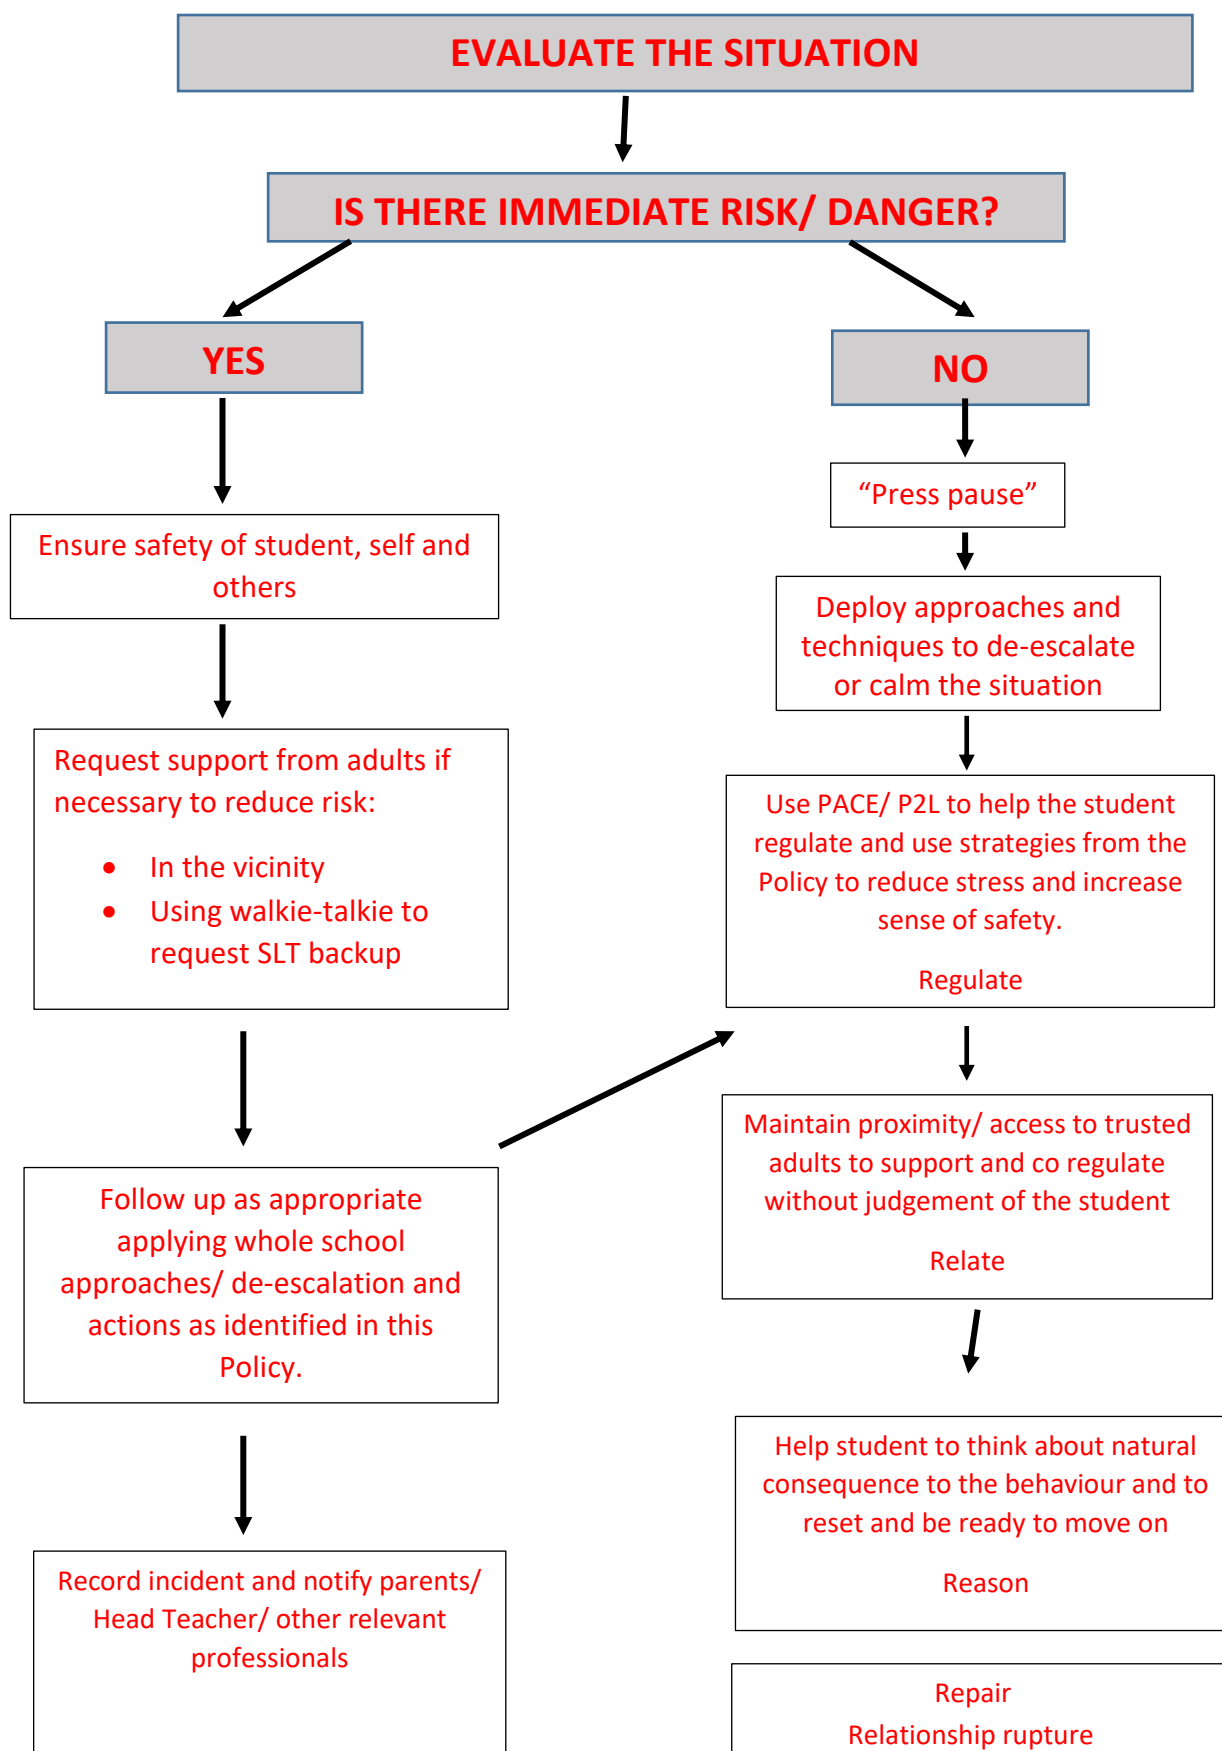 EVALUATE THE SITUATION
IS THERE IMMEDIATE RISK/ DANGER?
YES
Ensure safety of student, self and
others
Request support from adults if
necessary to reduce risk:
• In the vicinity
• Using walkie-talkie to
request SLT backup
Follow up as appropriate
applying whole school
approaches/ de-escalation and
actions as identified in this
Policy.
Record incident and notify parents/
Head Teacher/ other relevant
professionals
NO
“Press pause”
Deploy approaches and
techniques to de-escalate
or calm the situation
Use PACE/ P2L to help the student
regulate and use strategies from the
Policy to reduce stress and increase
sense of safety.
Regulate
Maintain proximity/ access to trusted
adults to support and co regulate
without judgement of the student
Relate
Help student to think about natural
consequence to the behaviour and to
reset and be ready to move on
Reason
Repair
Relationship rupture